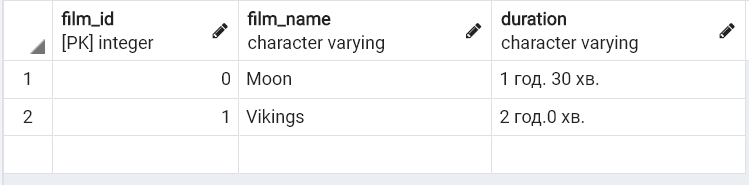 film_id film_name duration
[PK] integer character varying character varying
1 0 Moon 1 год. 30 хв.
2 1 Vikings 2 год.0 хв.